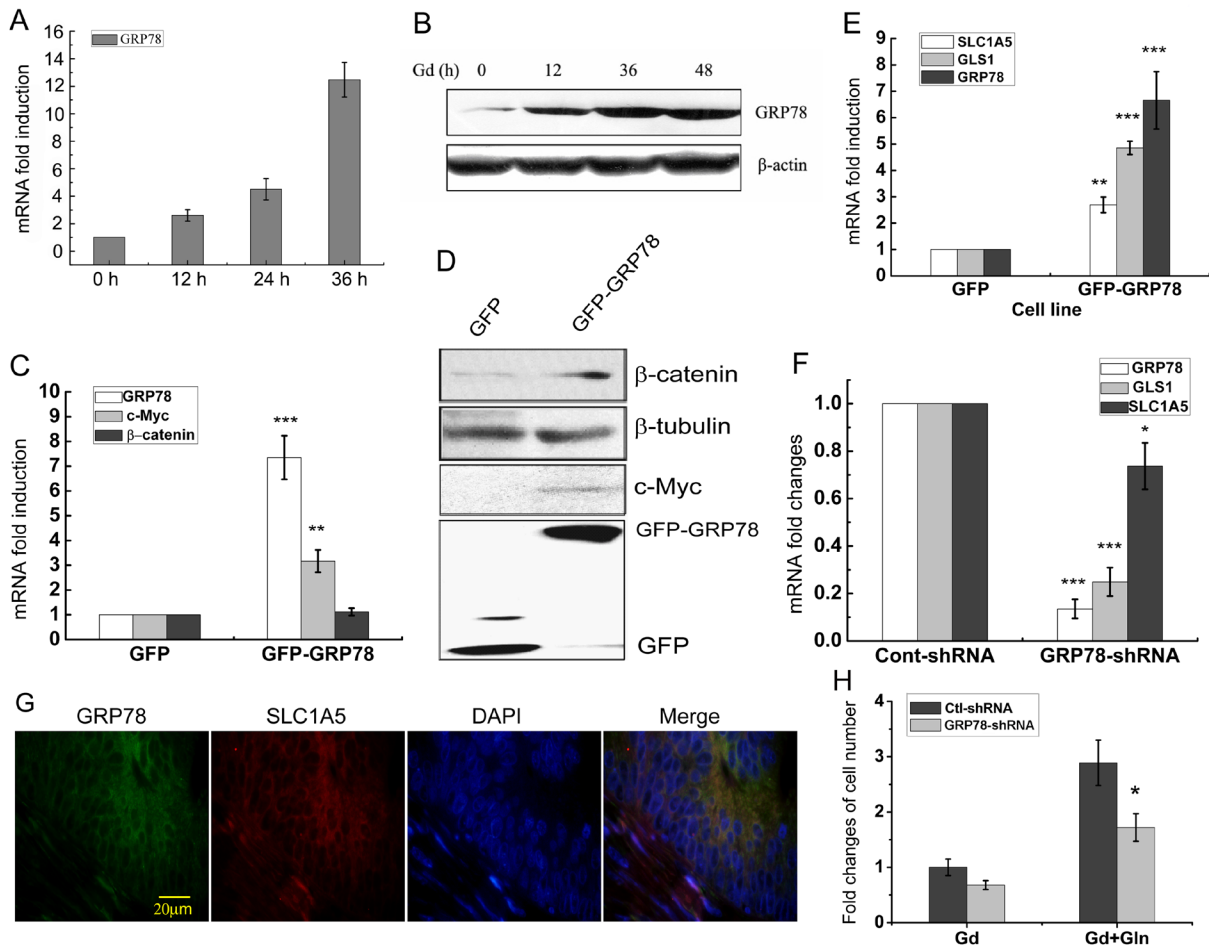 A
GRP78
mRNA fold induction
16
14
12
10
8
6
4
2
0
0 h
12 h
24 h
36 h
B
Gd (h)
0
12
36
48
GRP78
β-actin
C
GRP78
c-Myc
β-catenin
mRNA fold induction
10
9
8
7
6
5
4
3
2
1
0
***
**
GFP
GFP-GRP78
D
GFP
GFP-GRP78
β-catenin
β-tubulin
c-Myc
GFP-GRP78
GFP
E
SLC1A5
GLS1
GRP78
mRNA fold induction
9
8
7
6
5
4
3
2
1
0
**
***
***
GFP
GFP-GRP78
Cell line
F
GRP78
GLS1
SLC1A5
mRNA fold changes
1.0
0.8
0.6
0.4
0.2
0.0
***
***
*
Cont-shRNA
GRP78-shRNA
G
GRP78
SLC1A5
DAPI
Merge
20μm
H
Ctl-shRNA
GRP78-shRNA
Fold changes of cell number
4
3
2
1
0
*
Gd
Gd+Gln